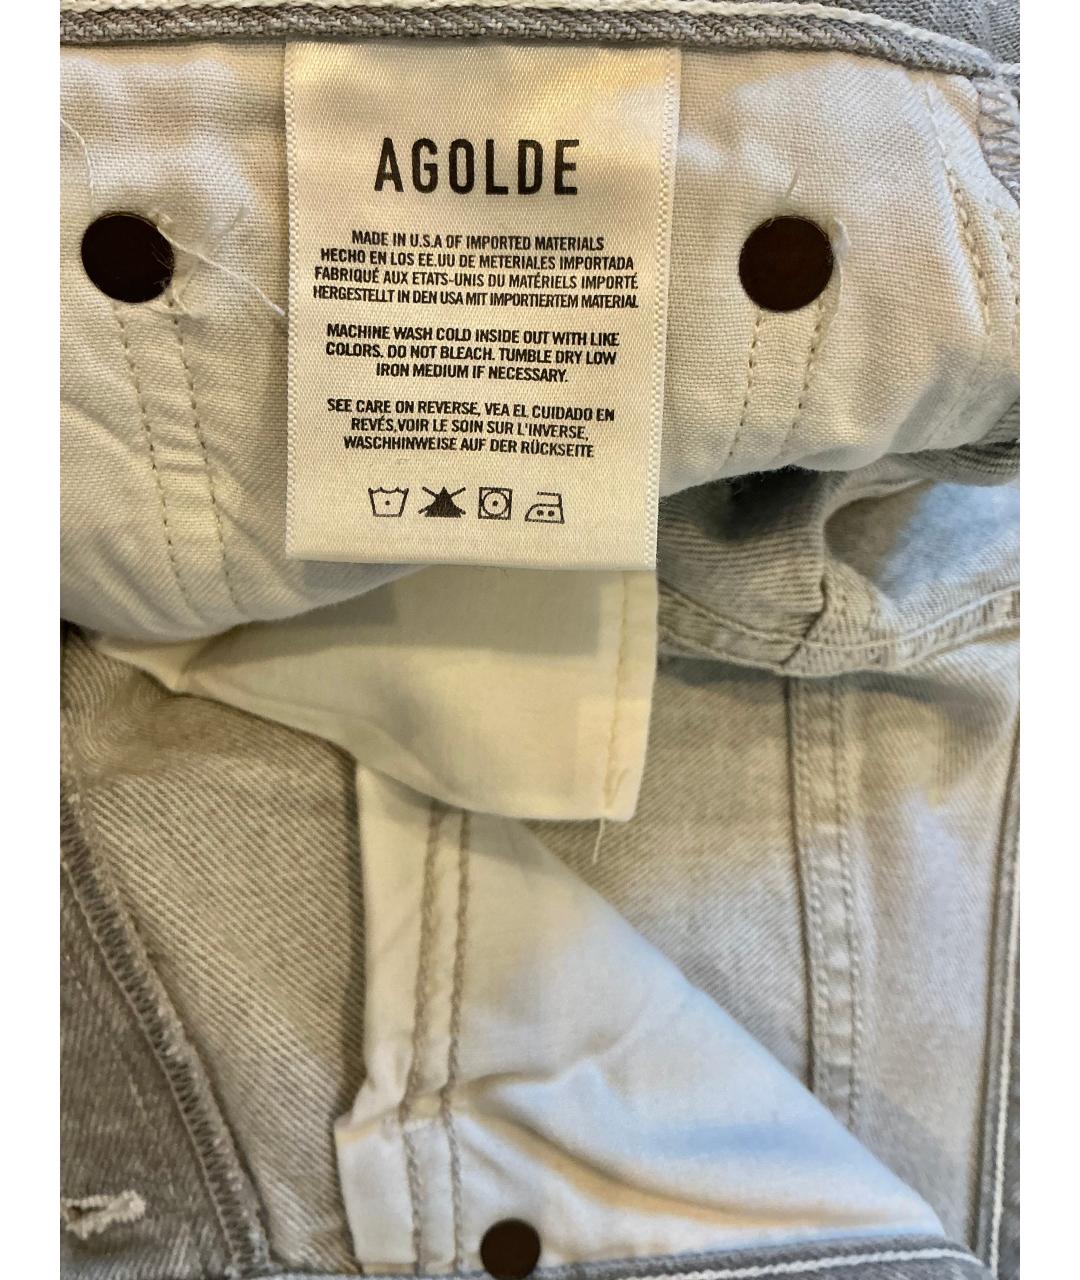 AGOLDE
MADE IN U.S.A OF IMPORTED MATERIALS
HECHO EN LOS EE.UU DE METERIALES IMPORTADA
FABRIQUÉ AUX ETATS-UNIS DU MATÉRIELS IMPORTÉ
HERGESTELLT IN DEN USA MIT IMPORTIERTEM MATERIAL
MACHINE WASH COLD INSIDE OUT WITH LIKE
COLORS. DO NOT BLEACH. TUMBLE DRY LOW
IRON MEDIUM IF NECESSARY.
SEE CARE ON REVERSE, VEA EL CUIDADO EN
REVÉS,VOIR LE SOIN SUR L'INVERSE,
WASCHHINWEISE AUF DER RÜCKSEITE